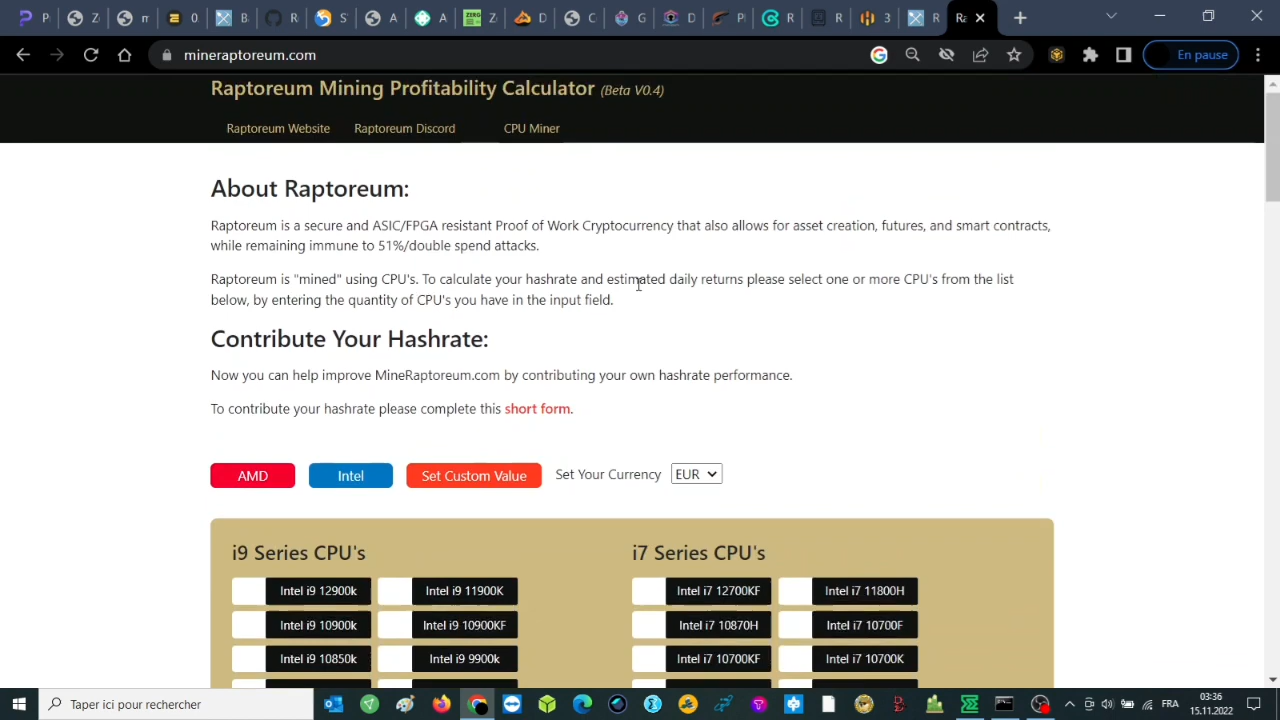 mineraptoreum.com
En pause
Raptoreum Mining Profitability Calculator (Beta V0.4)
Raptoreum Website Raptoreum Discord CPU Miner
About Raptoreum:
Raptoreum is a secure and ASIC/FPGA resistant Proof of Work Cryptocurrency that also allows for asset creation, futures, and smart contracts,
while remaining immune to 51%/double spend attacks.
Raptoreum is "mined" using CPU's. To calculate your hashrate and estimated daily returns please select one or more CPU's from the list
below, by entering the quantity of CPU's you have in the input field.
Contribute Your Hashrate:
Now you can help improve MineRaptoreum.com by contributing your own hashrate performance.
To contribute your hashrate please complete this short form.
AMD Intel Set Custom Value Set Your Currency EUR
i9 Series CPU's i7 Series CPU's
Intel i9 12900k Intel i9 11900K Intel i7 12700KF Intel i7 11800H
Intel i9 10900k Intel i9 10900KF Intel i7 10870H Intel i7 10700F
Intel i9 10850k Intel i9 9900k Intel i7 10700KF Intel i7 10700K
Taper ici pour rechercher
FRA
03:36
15.11.2022